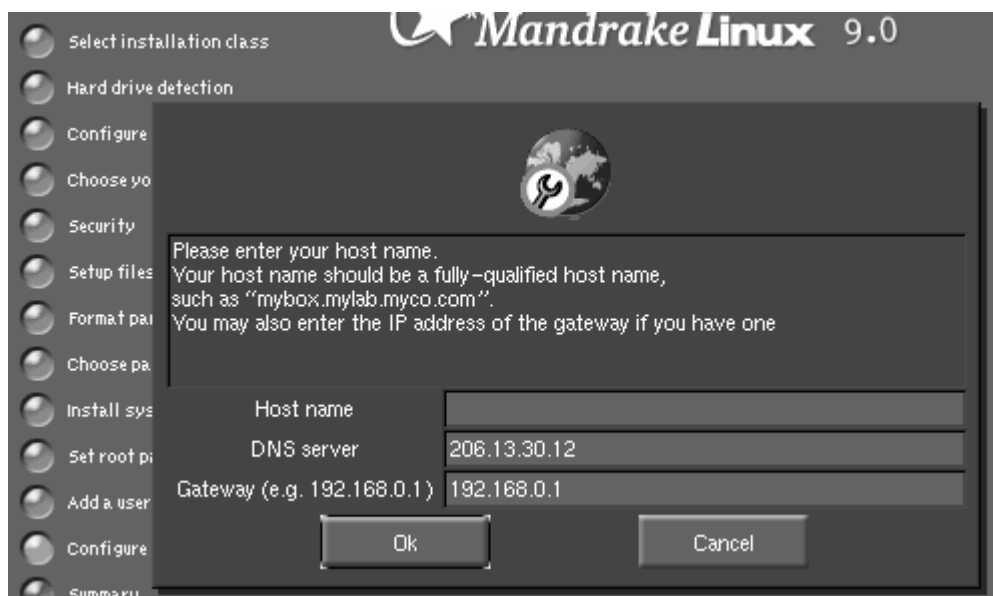 Mandrake Linux 9.0
Select installation class
Hard drive detection
Configure
Choose yo
Security
Setup files
Format par
Choose pa
Install sys
Set root pa
Add a user
Configure
Summary
Please enter your host name.
Your host name should be a fully-qualified host name,
such as “mybox.mylab.myco.com”.
You may also enter the IP address of the gateway if you have one
Host name
DNS server 206.13.30.12
Gateway (e.g. 192.168.0.1) 192.168.0.1
Ok Cancel